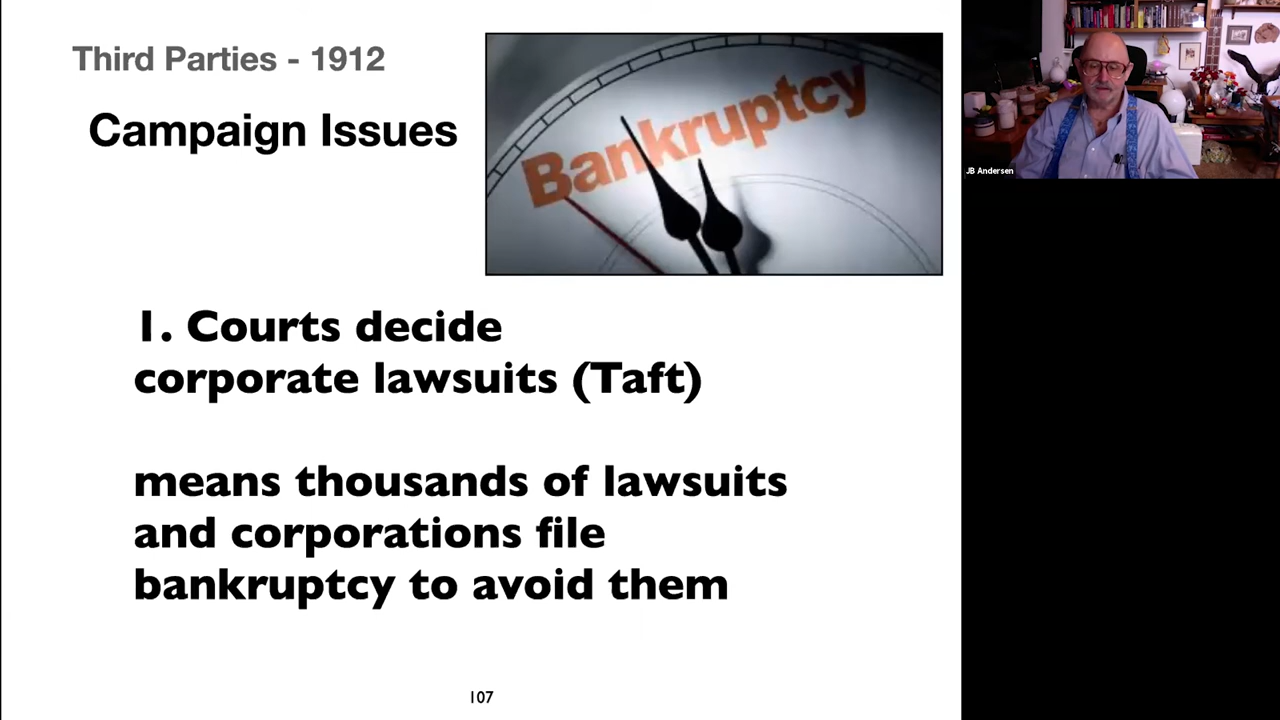 Third Parties - 1912
Campaign Issues
Bankruptcy
1. Courts decide
corporate lawsuits (Taft)
means thousands of lawsuits
and corporations file
bankruptcy to avoid them
107
JB Andersen